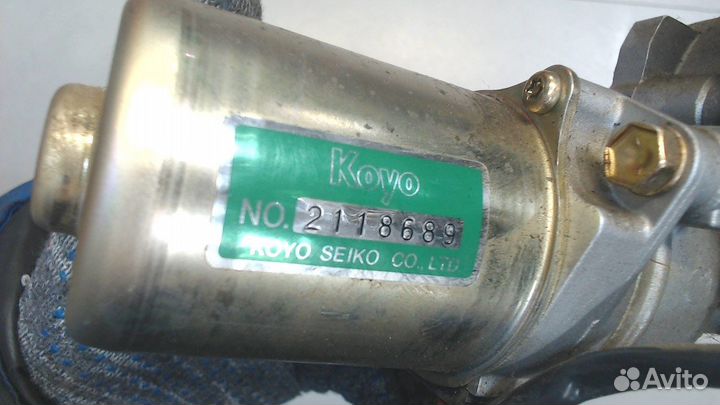 Koyo
NO. 2118689
KOYO SEIKO CO., LTD
Avito